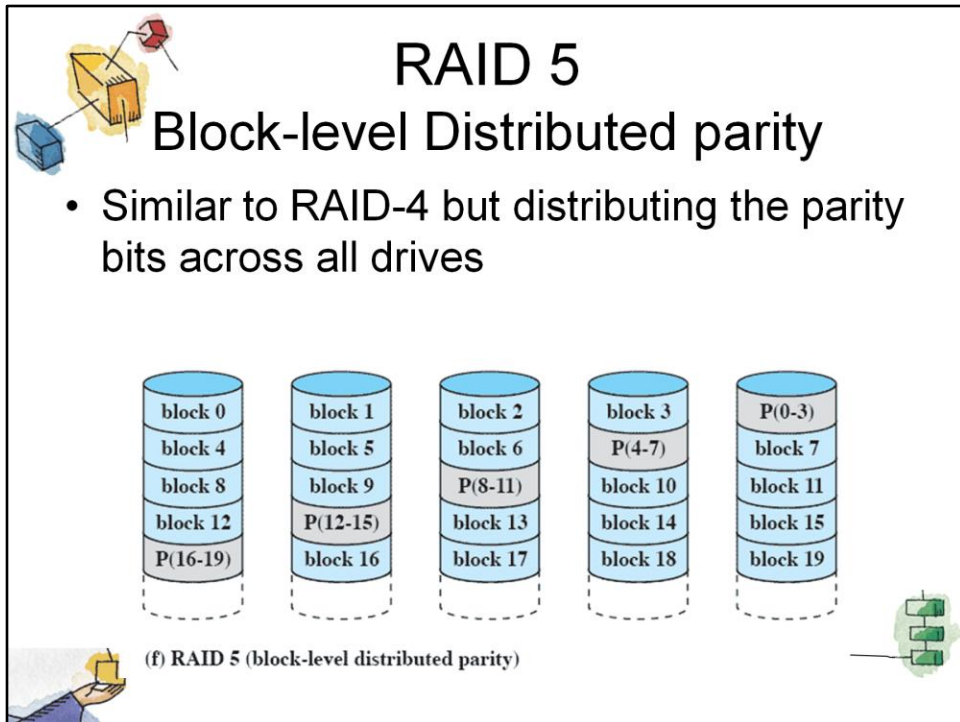 RAID 5
Block-level Distributed parity
• Similar to RAID-4 but distributing the parity
bits across all drives
block 0 block 1 block 2 block 3 P(0-3)
block 4 block 5 block 6 P(4-7) block 7
block 8 block 9 P(8-11) block 10 block 11
block 12 P(12-15) block 13 block 14 block 15
P(16-19) block 16 block 17 block 18 block 19
(f) RAID 5 (block-level distributed parity)